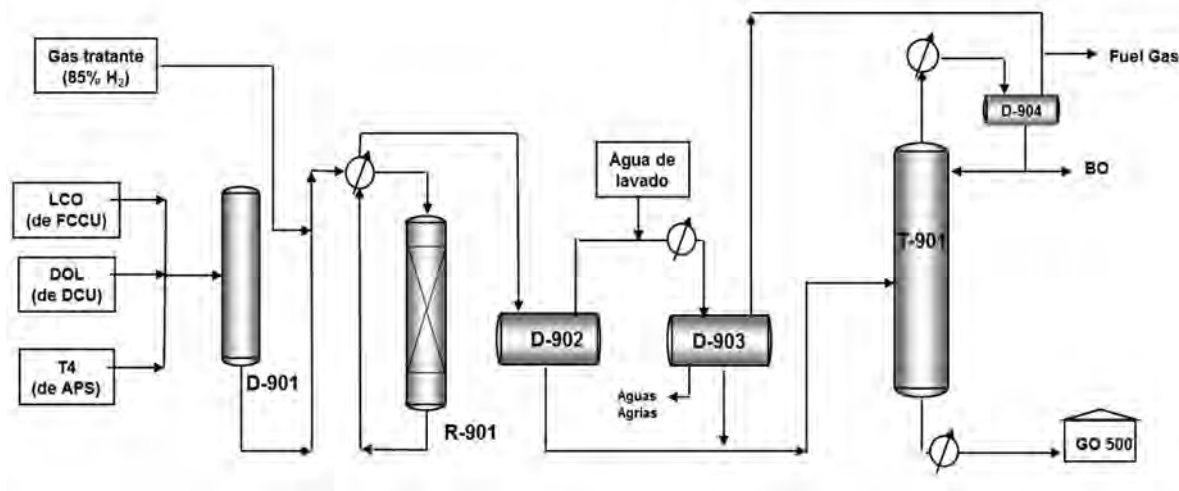 Gas tratante
(85% H₂)
LCO
(de FCCU)
DOL
(de DCU)
T4
(de APS)
D-901
R-901
D-902
Agua de
lavado
D-903
Aguas
Agrias
T-901
D-904
Fuel Gas
BO
GO 500